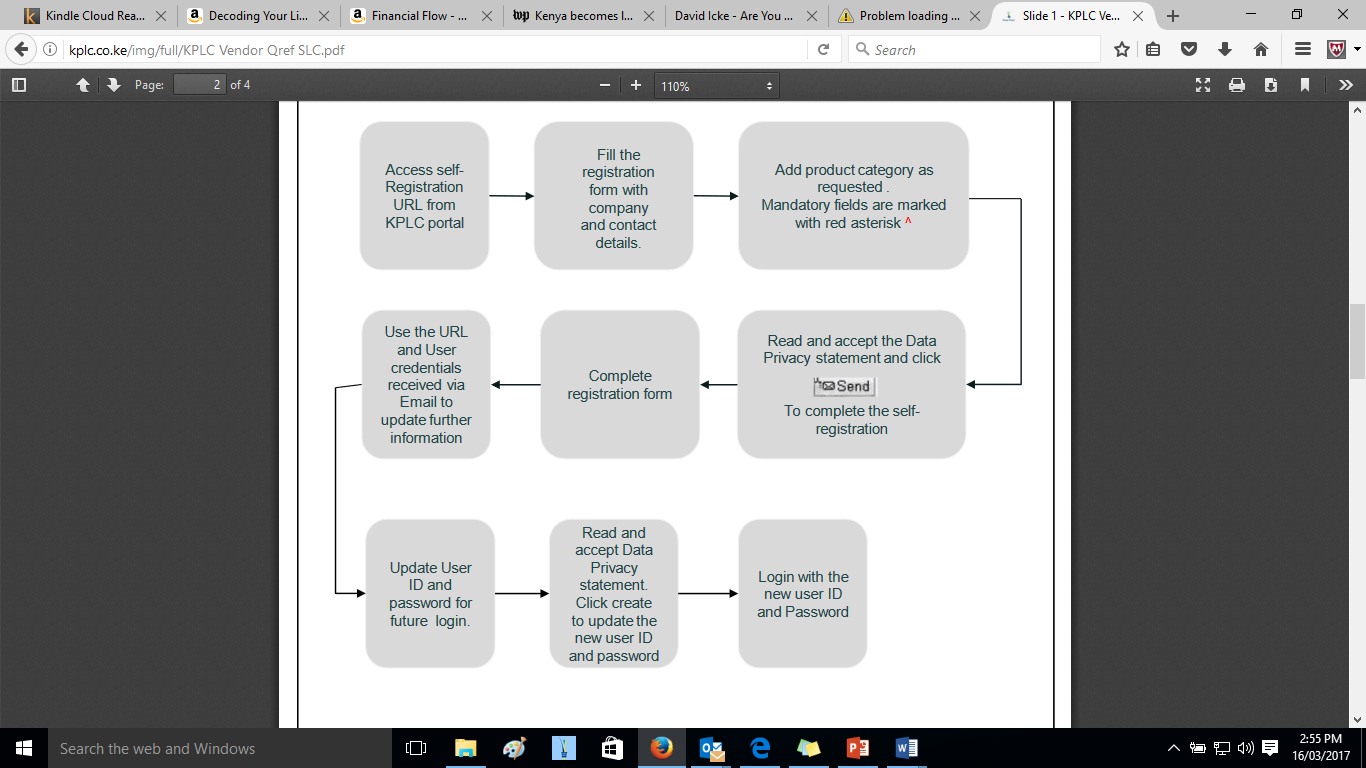 Kindle Cloud Rea...
Decoding Your Li...
Financial Flow - ...
wp Kenya becomes l...
David Icke - Are You ...
Problem loading ...
Slide 1 - KPLC Ve...
kplc.co.ke/img/full/KPLC Vendor Qref SLC.pdf
Search
Page: 2 of 4
110%
Access self-
Registration
URL from
KPLC portal
Fill the
registration
form with
company
and contact
details.
Add product category as
requested .
Mandatory fields are marked
with red asterisk ^
Read and accept the Data
Privacy statement and click
Send
To complete the self-
registration
Complete
registration form
Use the URL
and User
credentials
received via
Email to
update further
information
Update User
ID and
password for
future login.
Read and
accept Data
Privacy
statement.
Click create
to update the
new user ID
and password
Login with the
new user ID
and Password
Search the web and Windows
2:55 PM
16/03/2017